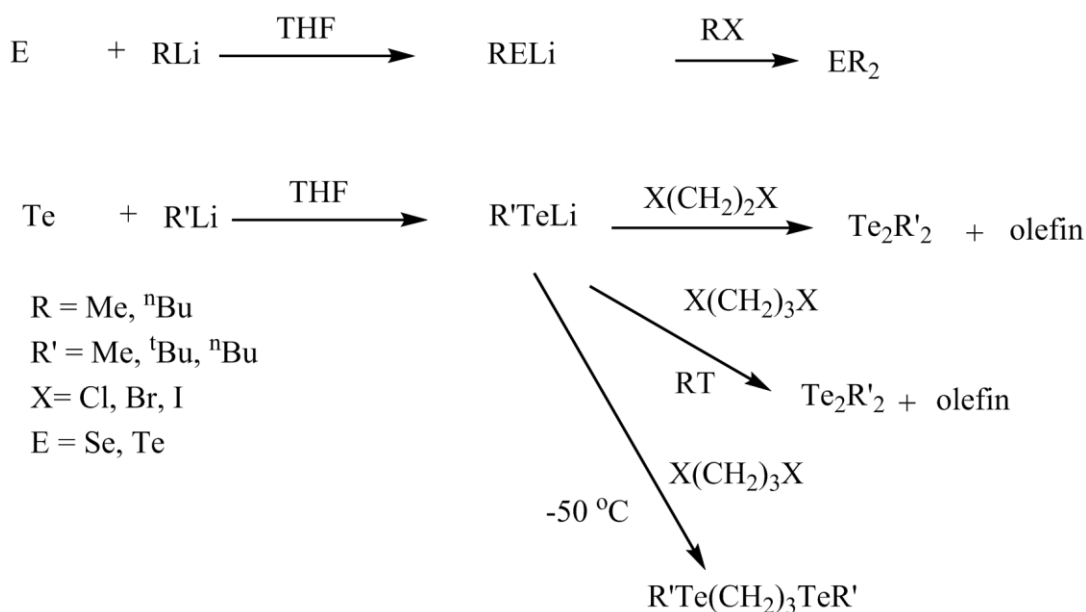 THF RX
E + RLi RELi ER₂
THF X(CH₂)₂X
Te + R'Li R'TeLi Te₂R'₂ + olefin
X(CH₂)₃X
R = Me, ⁿBu
R' = Me, ᵗBu, ⁿBu
RT
X= Cl, Br, I
Te₂R'₂ + olefin
E = Se, Te
X(CH₂)₃X
-50 ᵒC
R'Te(CH₂)₃TeR'